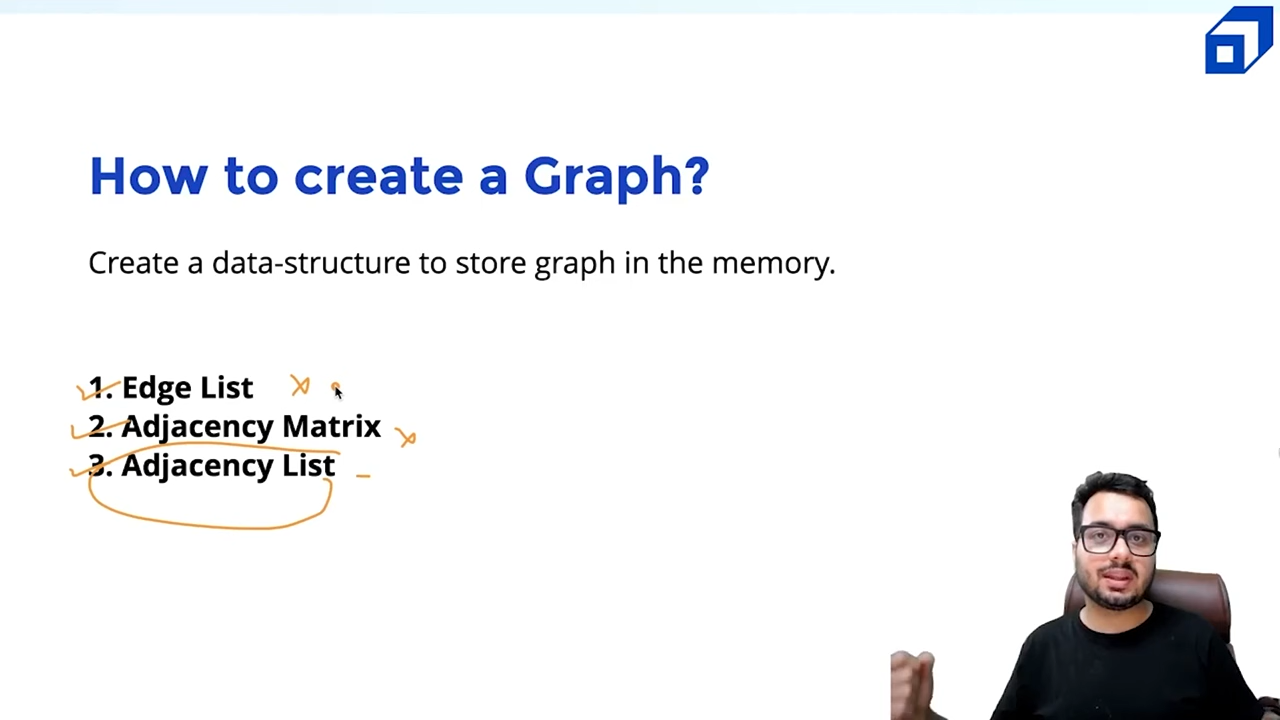 How to create a Graph?
Create a data-structure to store graph in the memory.
1. Edge List
2. Adjacency Matrix
3. Adjacency List